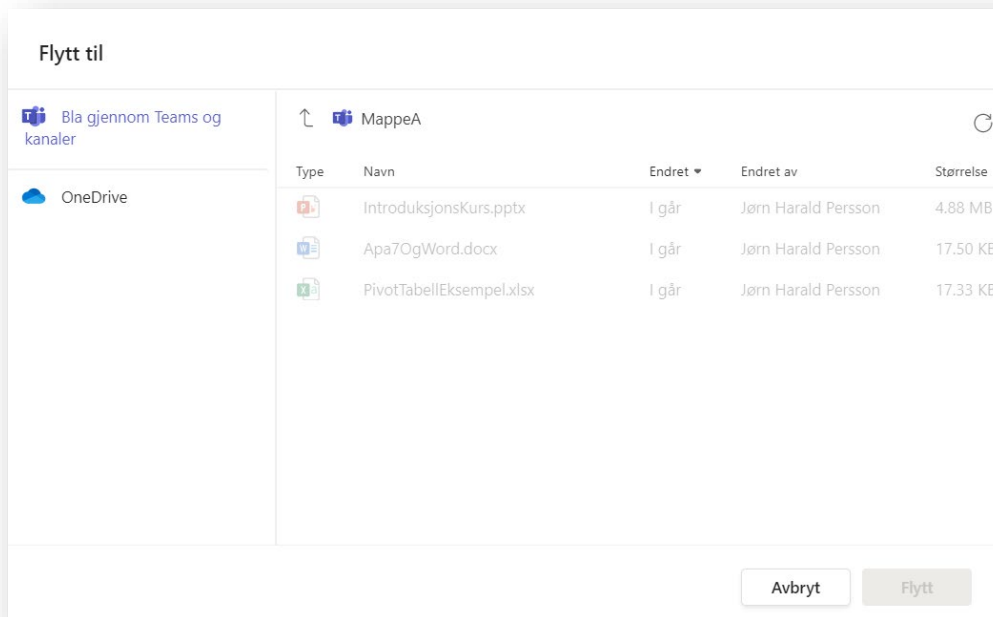 Flytt til
Bla gjennom Teams og
kanaler
OneDrive
MappeA
Type Navn Endret Endret av Størrelse
IntroduksjonsKurs.pptx I går Jørn Harald Persson 4.88 MB
Apa7OgWord.docx I går Jørn Harald Persson 17.50 KB
PivotTabellEksempel.xlsx I går Jørn Harald Persson 17.33 KB
Avbryt Flytt